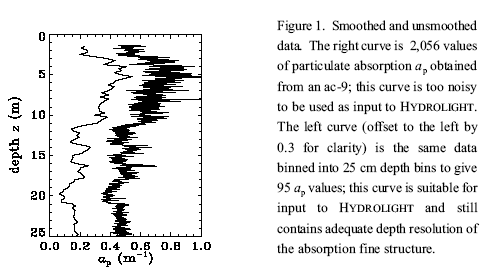 0
5
10
15
20
25
depth z (m)
0.0 0.2 0.4 0.6 0.8 1.0
aₚ (m⁻¹)
Figure 1. Smoothed and unsmoothed
data. The right curve is 2,056 values
of particulate absorption aₚ obtained
from an ac-9; this curve is too noisy
to be used as input to HYDROLIGHT.
The left curve (offset to the left by
0.3 for clarity) is the same data
binned into 25 cm depth bins to give
95 aₚ values; this curve is suitable for
input to HYDROLIGHT and still
contains adequate depth resolution of
the absorption fine structure.